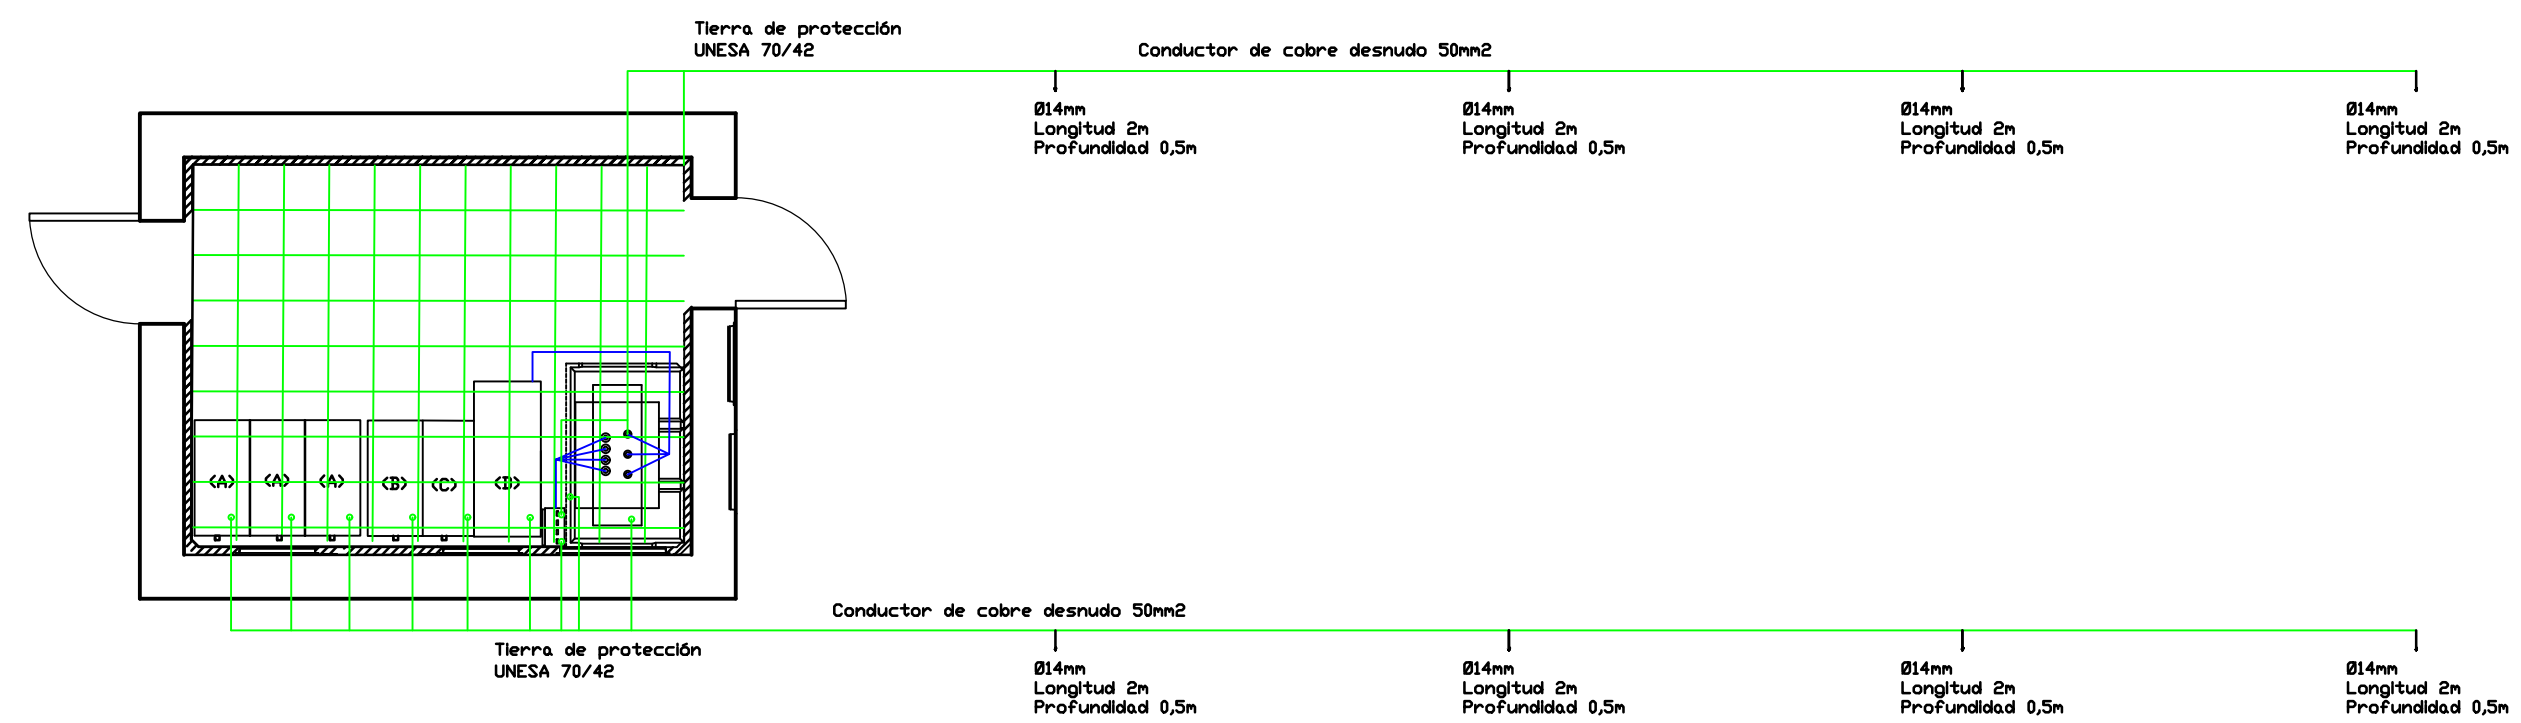 Tierra de protección
UNESA 70/42
Conductor de cobre desnudo 50mm2
Ø14mm
Longitud 2m
Profundidad 0,5m
Ø14mm
Longitud 2m
Profundidad 0,5m
Ø14mm
Longitud 2m
Profundidad 0,5m
Ø14mm
Longitud 2m
Profundidad 0,5m
(A)
(A)
(A)
(B)
(C)
(D)
Conductor de cobre desnudo 50mm2
Tierra de protección
UNESA 70/42
Ø14mm
Longitud 2m
Profundidad 0,5m
Ø14mm
Longitud 2m
Profundidad 0,5m
Ø14mm
Longitud 2m
Profundidad 0,5m
Ø14mm
Longitud 2m
Profundidad 0,5m